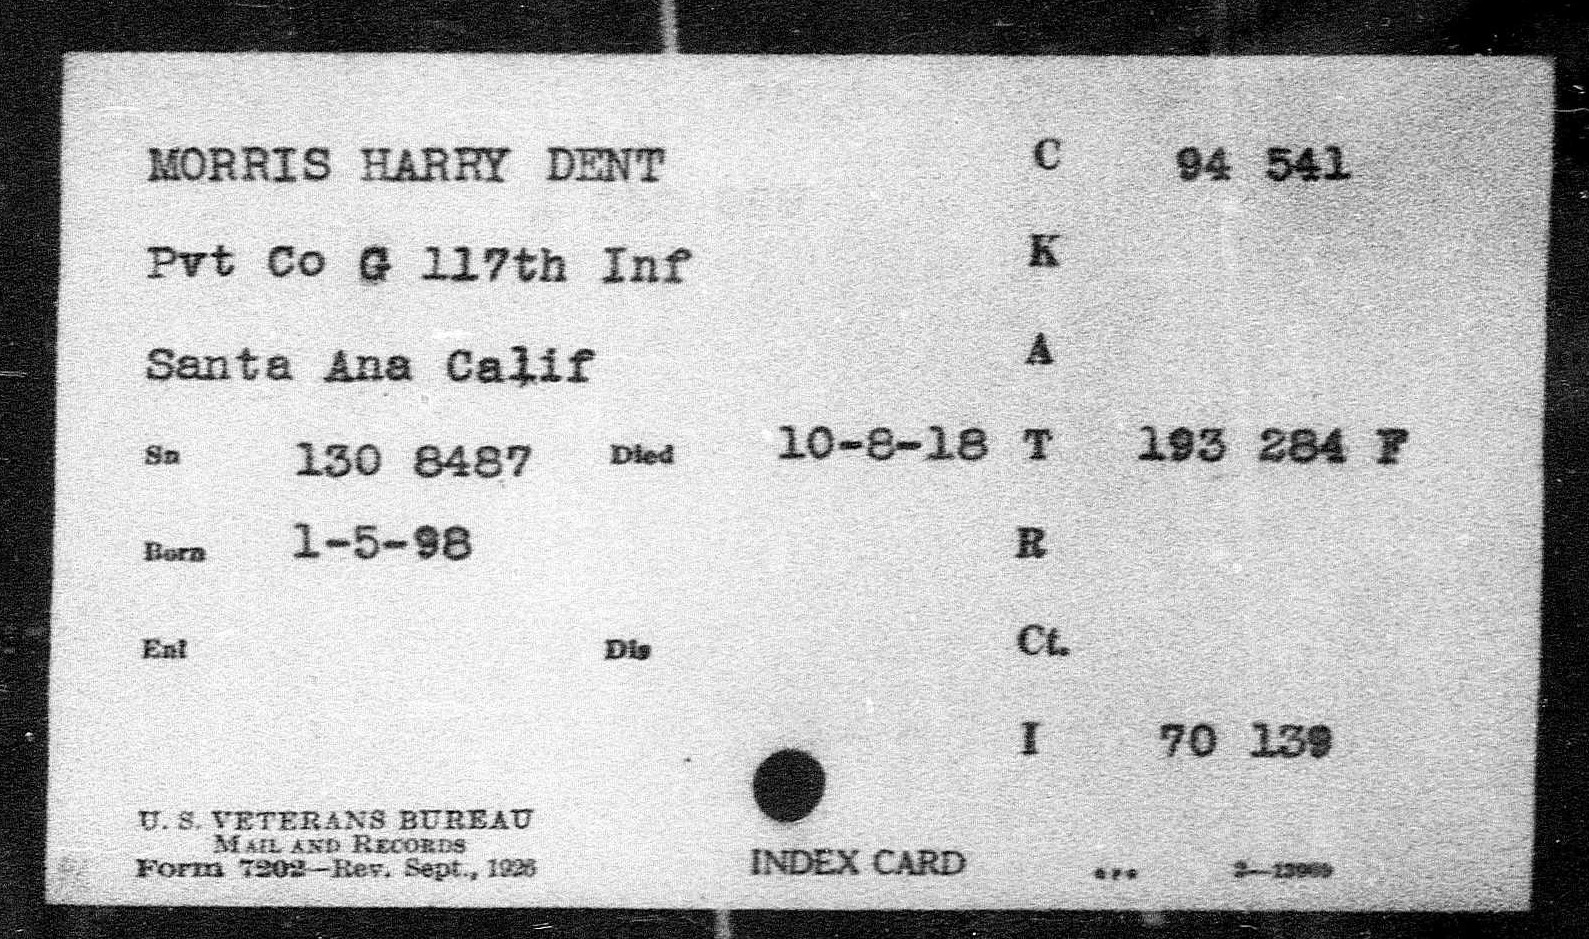 MORRIS HARRY DENT C 94 541
Pvt Co G 117th Inf K
Santa Ana Calif A
Sn 130 8487 Died 10-8-18 T 193 284 F
Born 1-5-98 R
Enl Dis Ct.
I 70 139
U. S. VETERANS BUREAU
MAIL AND RECORDS
Form 7202—Rev. Sept., 1926
INDEX CARD